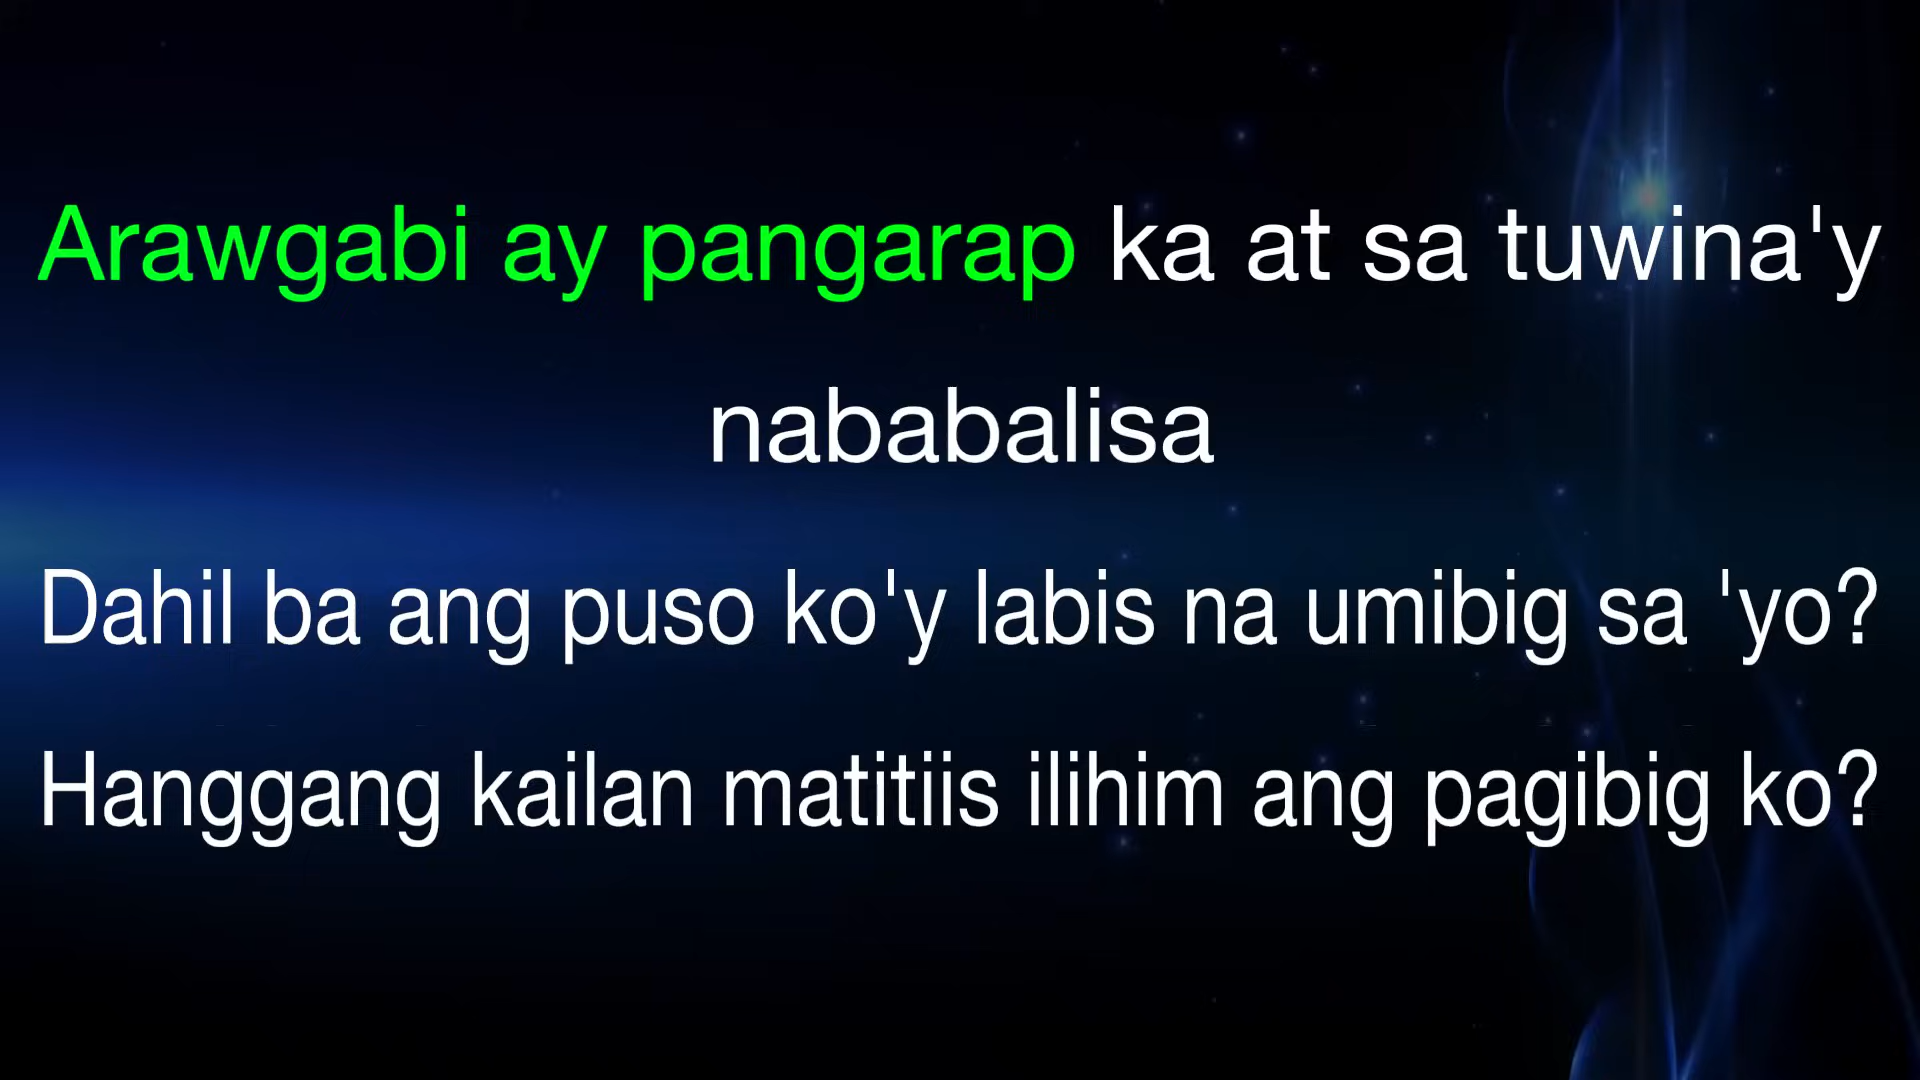 Arawgabi ay pangarap ka at sa tuwina'y
nababalisa
Dahil ba ang puso ko'y labis na umibig sa 'yo?
Hanggang kailan matitiis ilihim ang pagibig ko?